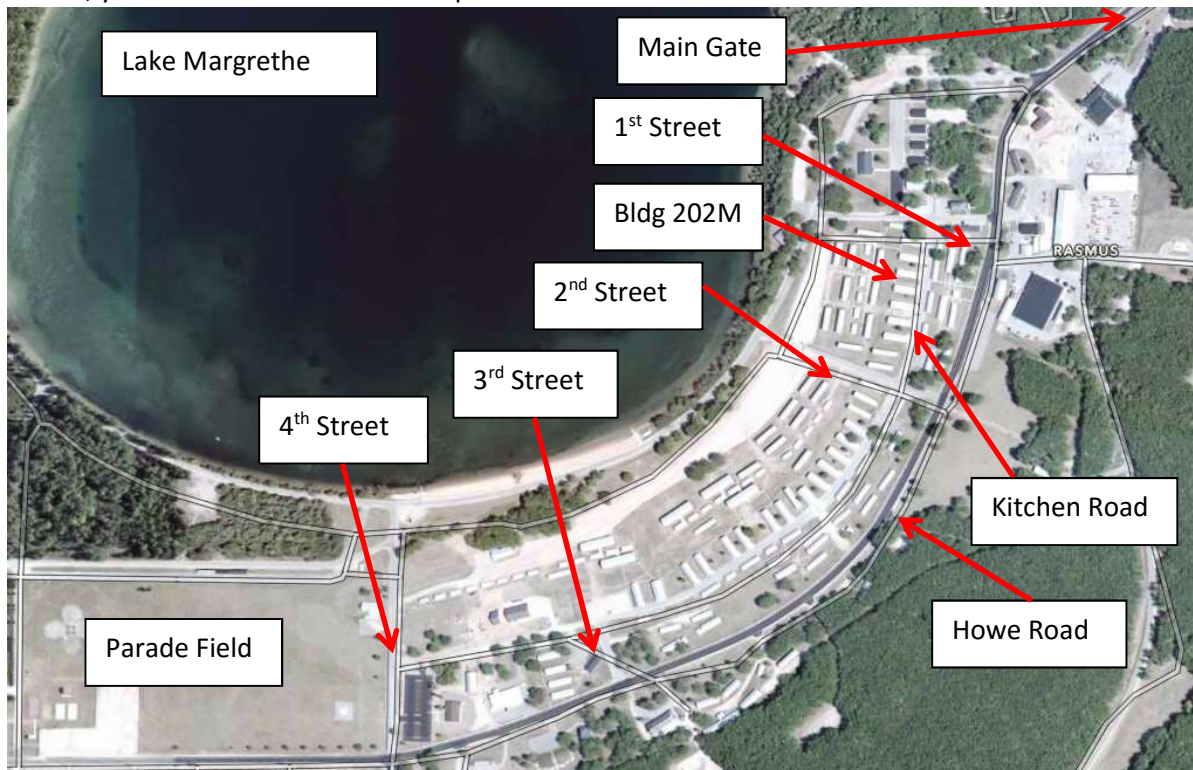 Main Gate
Lake Margrethe
1st Street
Bldg 202M
RASMUS
2nd Street
3rd Street
4th Street
Kitchen Road
Howe Road
Parade Field